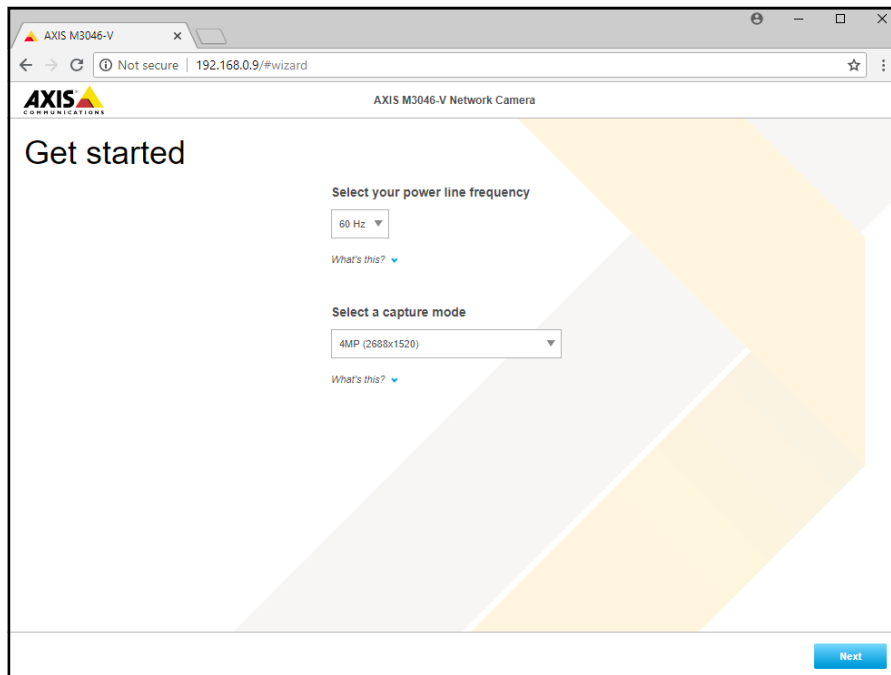 AXIS M3046-V
Not secure | 192.168.0.9/#wizard
AXIS
COMMUNICATIONS
AXIS M3046-V Network Camera
Get started
Select your power line frequency
60 Hz
What's this?
Select a capture mode
4MP (2688x1520)
What's this?
Next